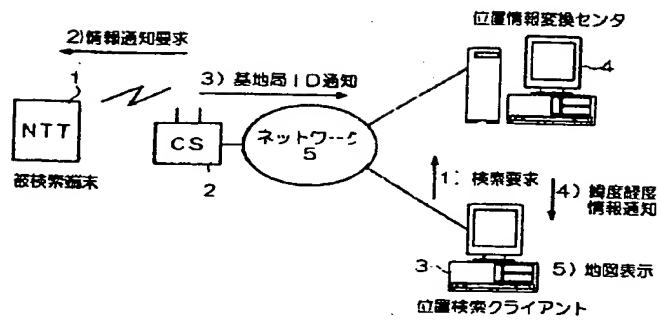 位置情報変換センタ
2)情報通知要求
1
3) 基地局ID通知
4
NTT
CS
ネットワーク
5
被検索端末
2
1: 検索要求
4) 緯度経度
情報通知
3
5) 地図表示
位置検索クライアント